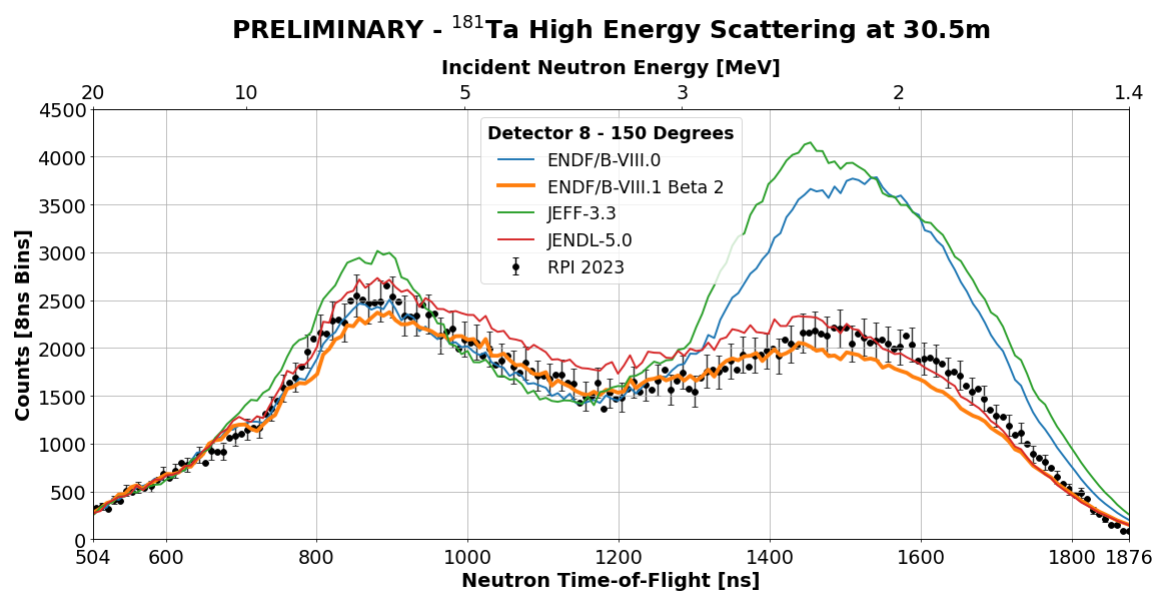 PRELIMINARY - ¹⁸¹Ta High Energy Scattering at 30.5m
Incident Neutron Energy [MeV]
20 10 5 3 2 1.4
4500
4000
3500
3000
2500
2000
1500
1000
500
0
Counts [8ns Bins]
Detector 8 - 150 Degrees
ENDF/B-VIII.0
ENDF/B-VIII.1 Beta 2
JEFF-3.3
JENDL-5.0
RPI 2023
504 600 800 1000 1200 1400 1600 1800 1876
Neutron Time-of-Flight [ns]